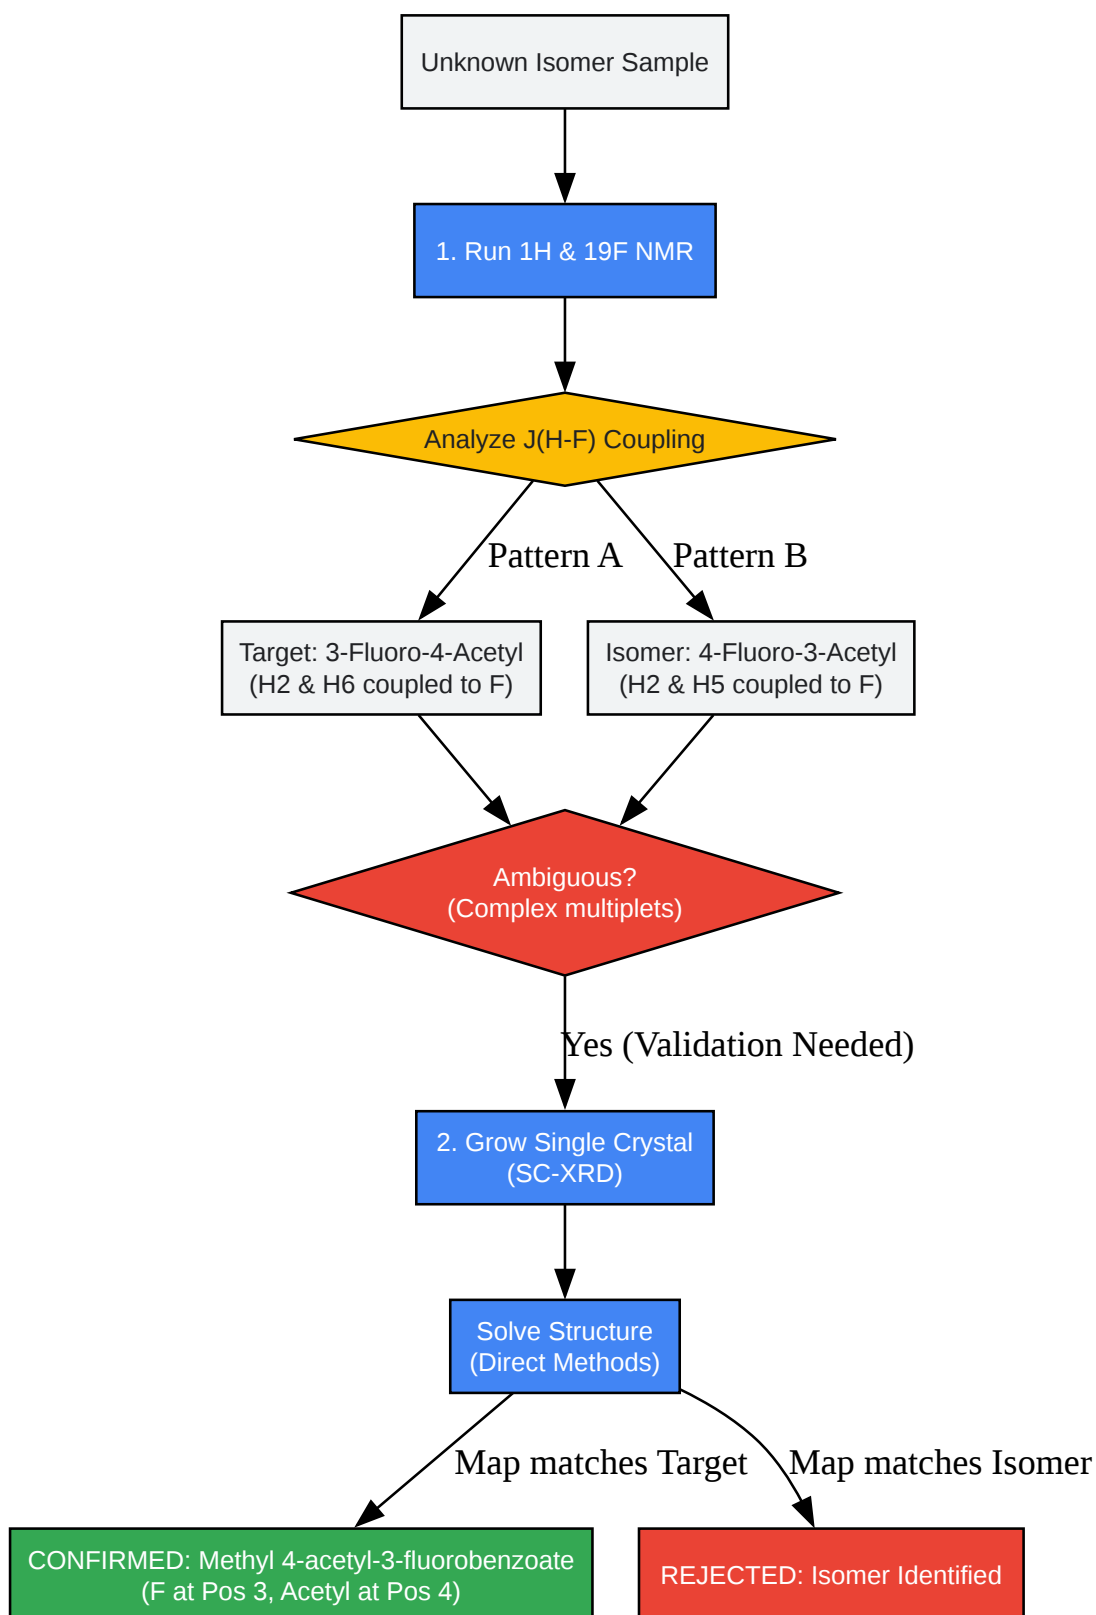 Unknown Isomer Sample
1. Run 1H & 19F NMR
Analyze J(H-F) Coupling
Pattern A
Pattern B
Target: 3-Fluoro-4-Acetyl
(H2 & H6 coupled to F)
Isomer: 4-Fluoro-3-Acetyl
(H2 & H5 coupled to F)
Ambiguous?
(Complex multiplets)
Yes (Validation Needed)
2. Grow Single Crystal
(SC-XRD)
Solve Structure
(Direct Methods)
Map matches Target
Map matches Isomer
CONFIRMED: Methyl 4-acetyl-3-fluorobenzoate
(F at Pos 3, Acetyl at Pos 4)
REJECTED: Isomer Identified